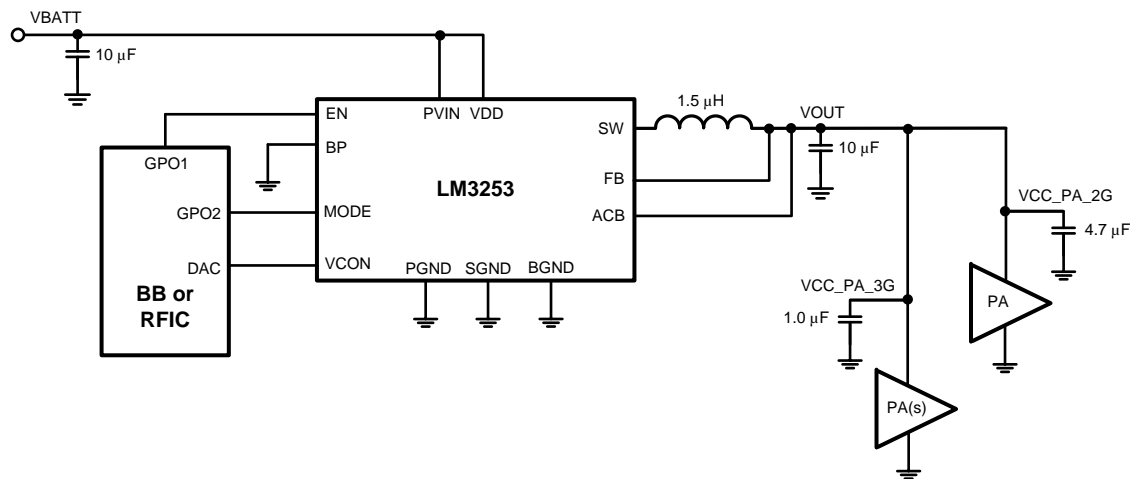 VBATT
10 μF
EN
PVIN VDD
BP
LM3253
MODE
VCON
PGND SGND BGND
SW
FB
ACB
1.5 μH
VOUT
10 μF
GPO1
GPO2
DAC
BB or
RFIC
VCC_PA_2G
4.7 μF
PA
VCC_PA_3G
1.0 μF
PA(s)